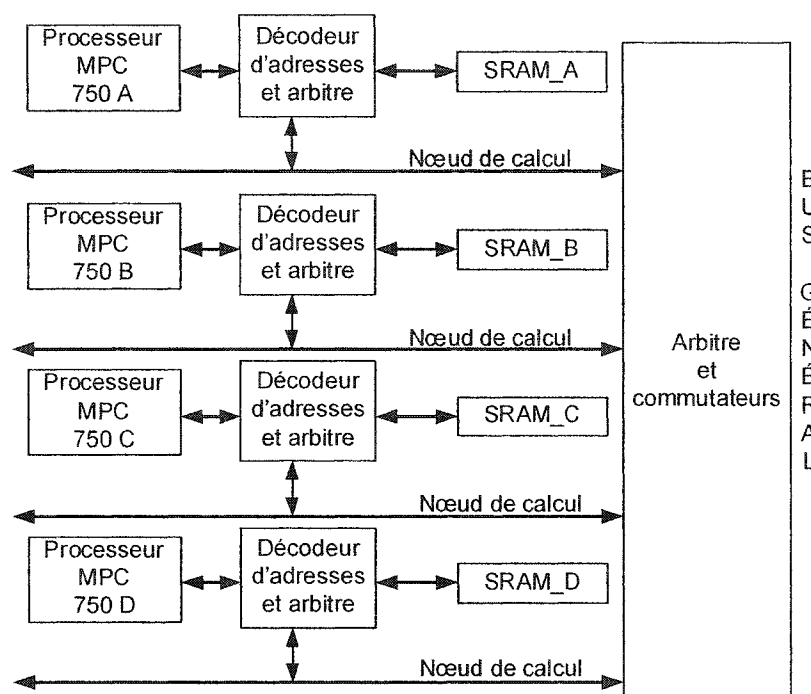 Processeur
MPC
750 A
Décodeur
d'adresses
et arbitre
SRAM_A
Nœud de calcul
Processeur
MPC
750 B
Décodeur
d'adresses
et arbitre
SRAM_B
Nœud de calcul
Processeur
MPC
750 C
Décodeur
d'adresses
et arbitre
SRAM_C
Nœud de calcul
Processeur
MPC
750 D
Décodeur
d'adresses
et arbitre
SRAM_D
Nœud de calcul
Arbitre
et
commutateurs
B
U
S
G
É
N
É
R
A
L